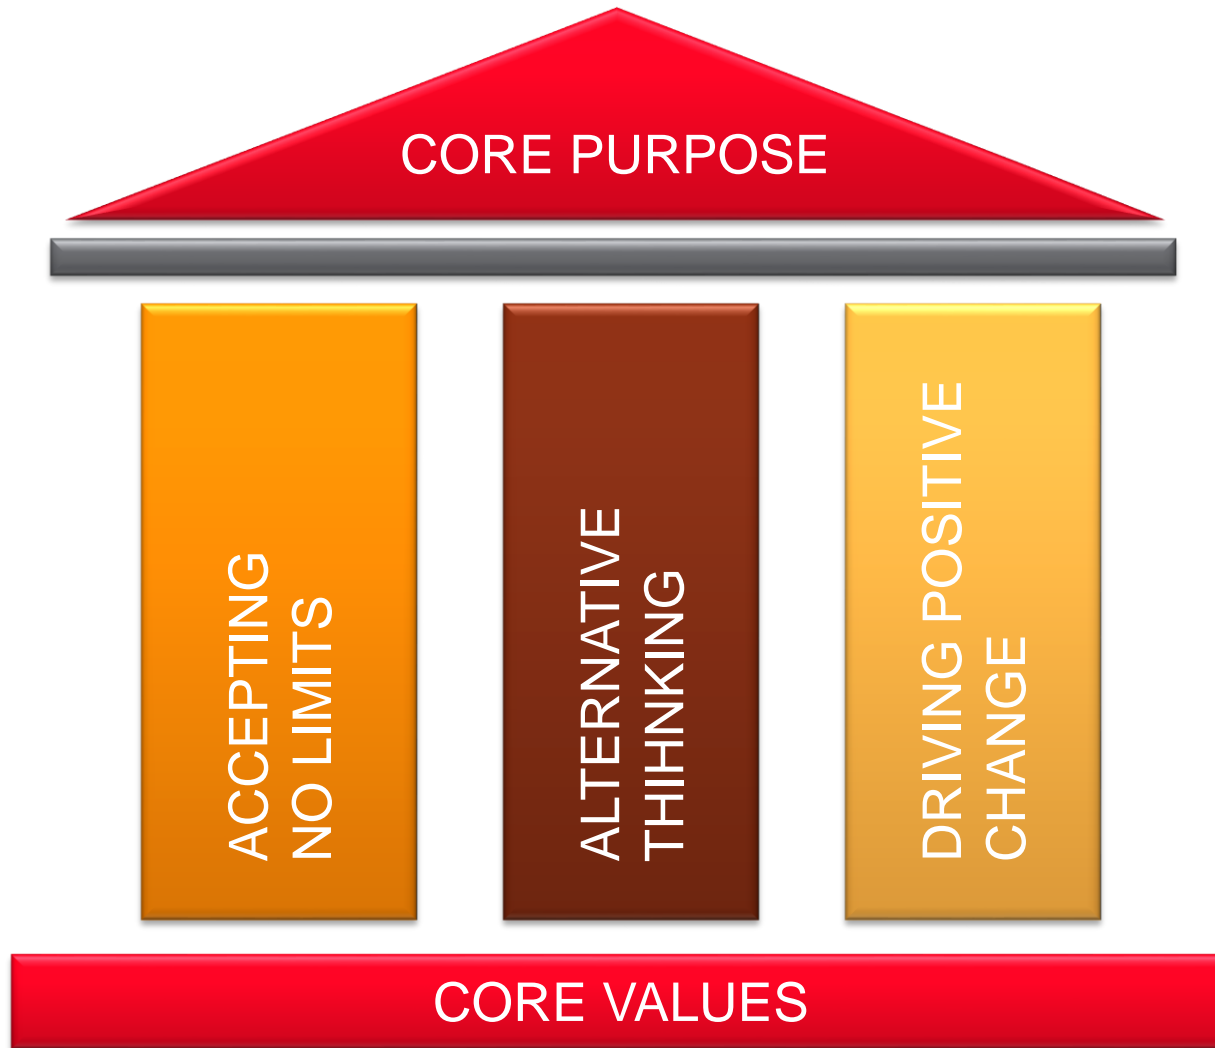 CORE PURPOSE
ACCEPTING
NO LIMITS
ALTERNATIVE
THIHNKING
DRIVING POSITIVE
CHANGE
CORE VALUES